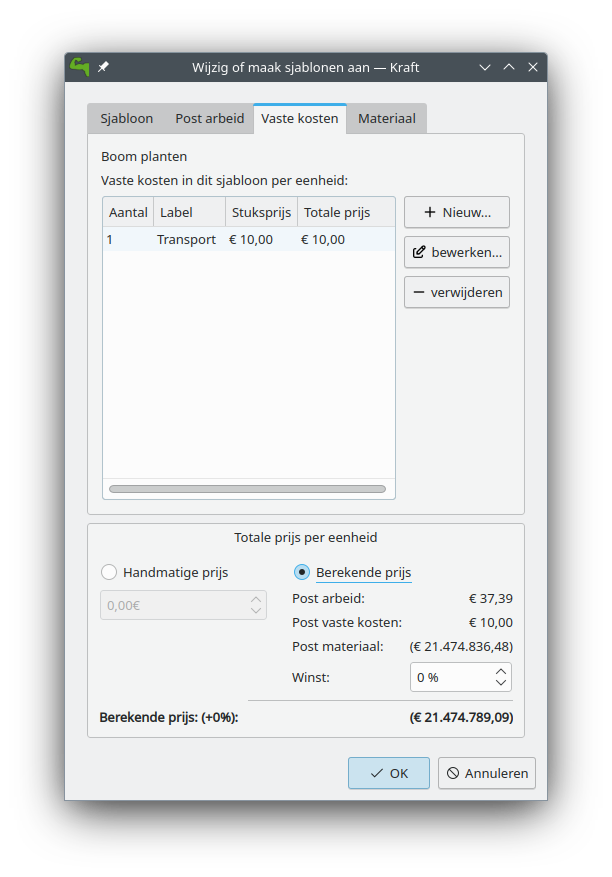 Wijzig of maak sjablonen aan — Kraft
Sjabloon Post arbeid Vaste kosten Materiaal
Boom planten
Vaste kosten in dit sjabloon per eenheid:
Aantal Label Stuksprijs Totale prijs
1 Transport € 10,00 € 10,00
Nieuw...
bewerken...
verwijderen
Totale prijs per eenheid
Handmatige prijs
0,00€
Berekende prijs
Post arbeid: € 37,39
Post vaste kosten: € 10,00
Post materiaal: (€ 21.474.836,48)
Winst: 0 %
Berekende prijs: (+0%): (€ 21.474.789,09)
OK Annuleren